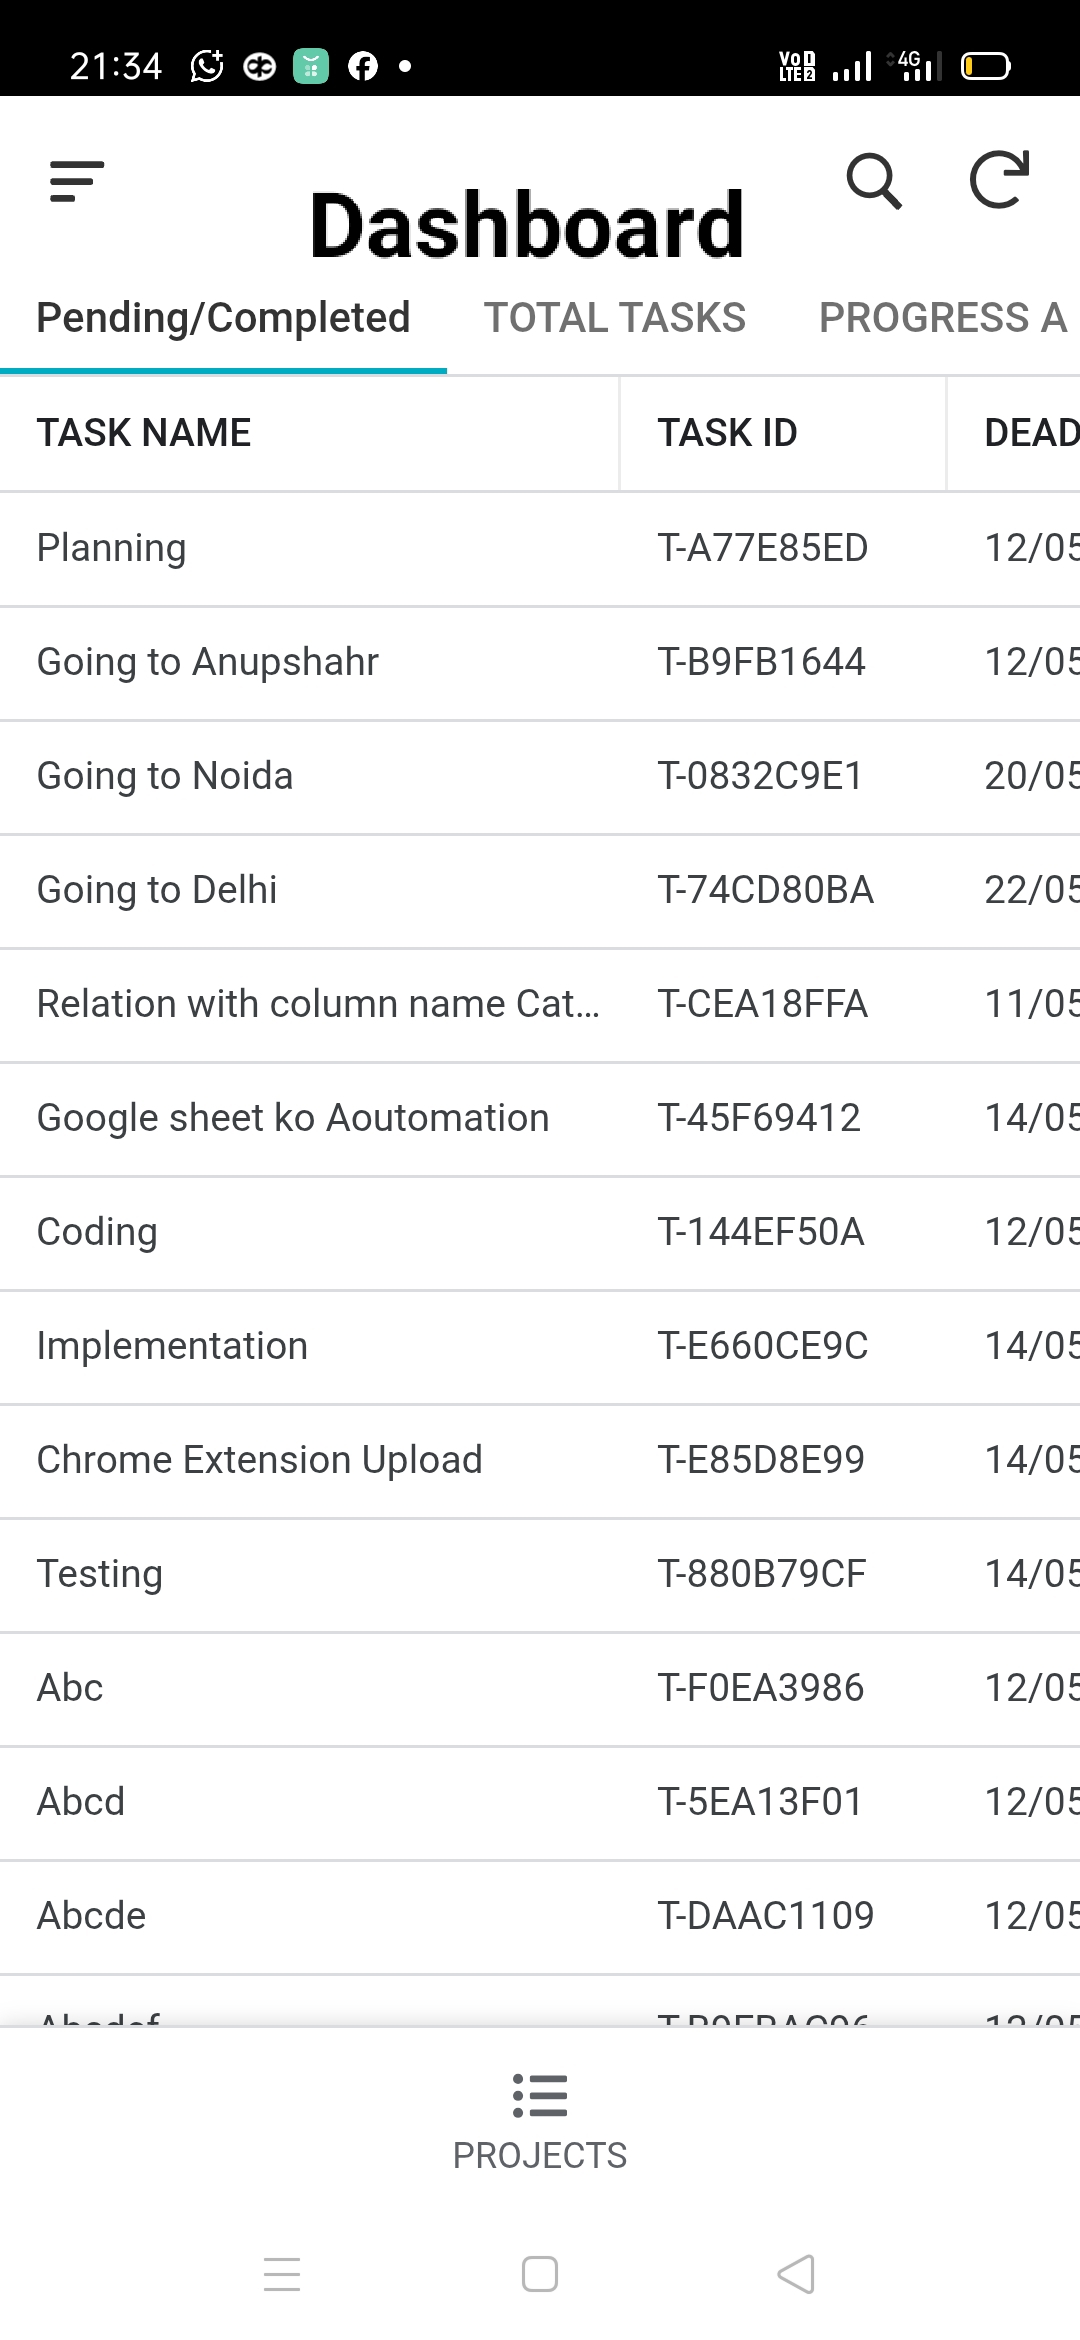 21:34 VoD LTE2 4G
Dashboard
Pending/Completed TOTAL TASKS PROGRESS A
TASK NAME TASK ID DEAD
Planning T-A77E85ED 12/05
Going to Anupshahr T-B9FB1644 12/05
Going to Noida T-0832C9E1 20/05
Going to Delhi T-74CD80BA 22/05
Relation with column name Cat... T-CEA18FFA 11/05
Google sheet ko Aoutomation T-45F69412 14/05
Coding T-144EF50A 12/05
Implementation T-E660CE9C 14/05
Chrome Extension Upload T-E85D8E99 14/05
Testing T-880B79CF 14/05
Abc T-F0EA3986 12/05
Abcd T-5EA13F01 12/05
Abcde T-DAAC1109 12/05
Abcdef
PROJECTS